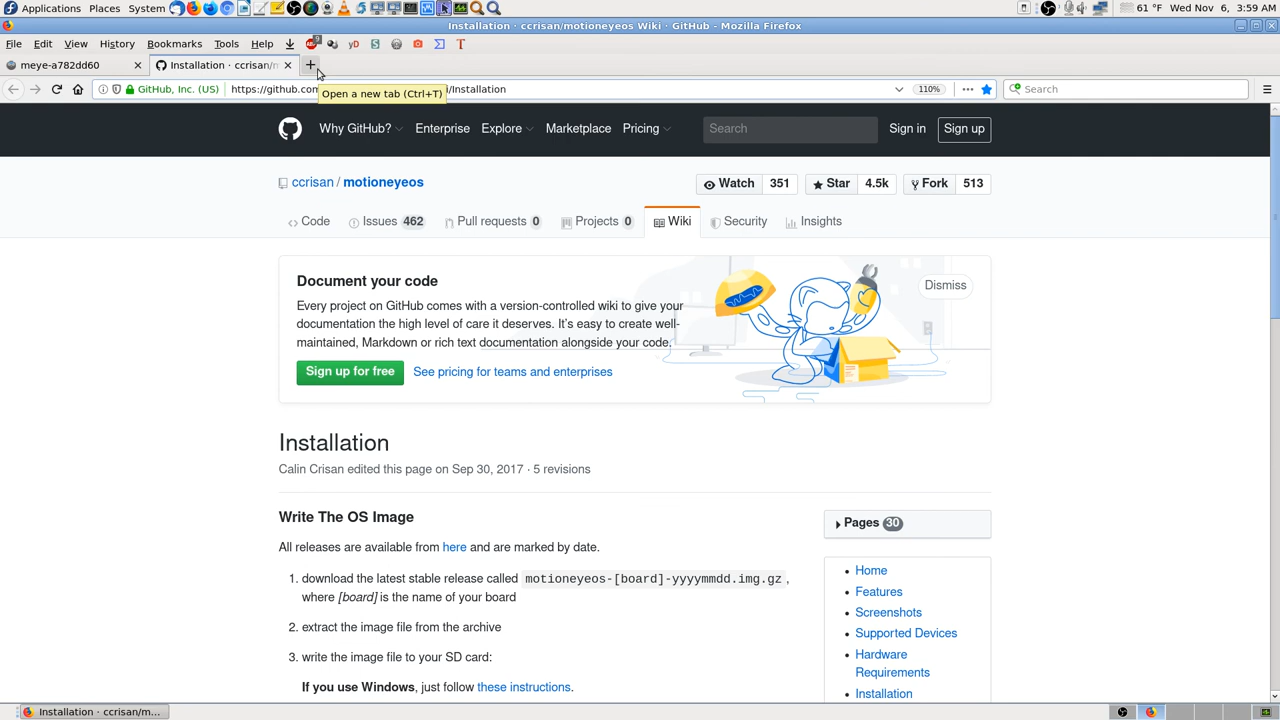 Applications Places System 61 °F Wed Nov 6, 3:59 AM
Installation · ccrisan/motioneyeos Wiki · GitHub - Mozilla Firefox
File Edit View History Bookmarks Tools Help
meye-a782dd60 Installation · ccrisan/m
GitHub, Inc. (US) https://github.com /Installation 110% Search
Open a new tab (Ctrl+T)
Why GitHub? Enterprise Explore Marketplace Pricing Search Sign in Sign up
ccrisan / motioneyeos Watch 351 Star 4.5k Fork 513
Code Issues 462 Pull requests 0 Projects 0 Wiki Security Insights
Document your code
Dismiss
Every project on GitHub comes with a version-controlled wiki to give your
documentation the high level of care it deserves. It's easy to create well-
maintained, Markdown or rich text documentation alongside your code.
Sign up for free See pricing for teams and enterprises
Installation
Calin Crisan edited this page on Sep 30, 2017 · 5 revisions
Write The OS Image
All releases are available from here and are marked by date.
1. download the latest stable release called motioneyeos-[board]-yyyymmdd.img.gz ,
where [board] is the name of your board
2. extract the image file from the archive
3. write the image file to your SD card:
If you use Windows, just follow these instructions.
Pages 30
Home
Features
Screenshots
Supported Devices
Hardware
Requirements
Installation
Installation · ccrisan/m...